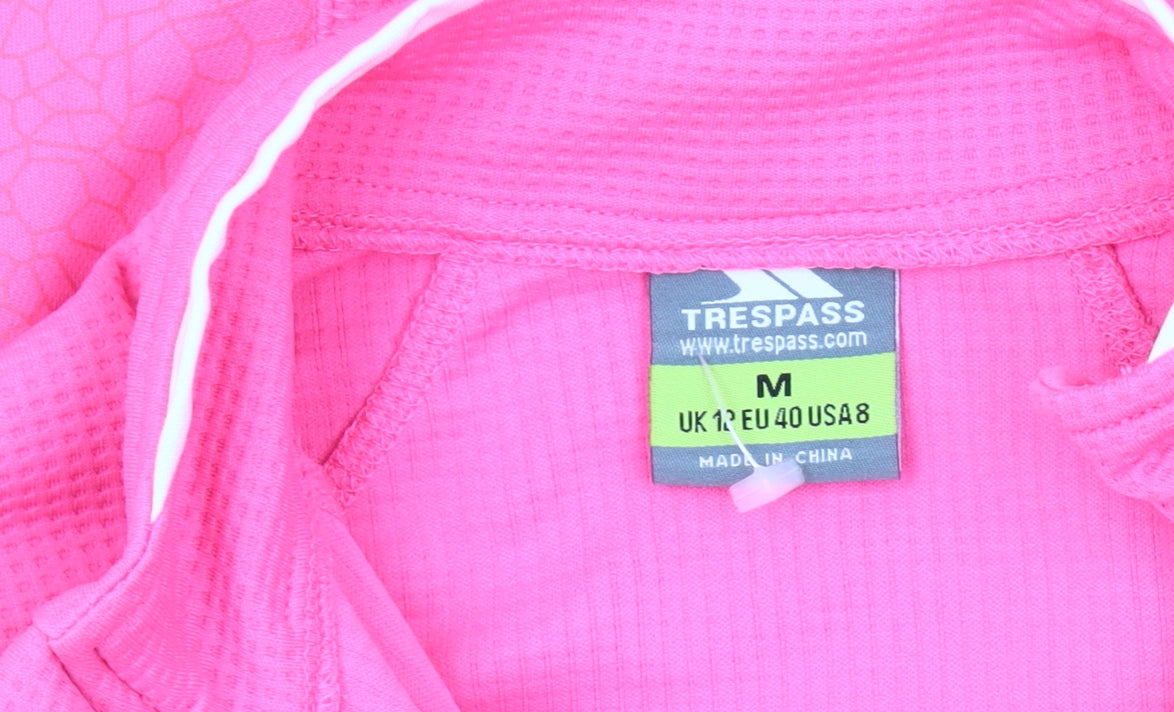 TRESPASS
www.trespass.com
M
UK 12 EU 40 USA 8
MADE IN CHINA